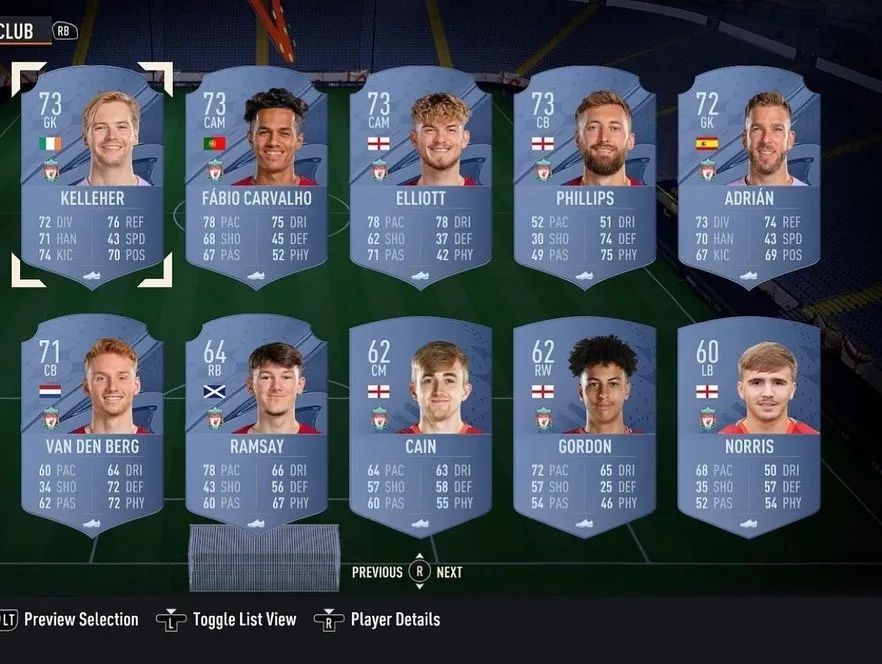 CLUB RB
73 73 73 73 72
GK CAM CAM CB GK
KELLEHER FÁBIO CARVALHO ELLIOTT PHILLIPS ADRIÁN
72 DIV 76 REF 78 PAC 75 DRI 78 PAC 78 DRI 52 PAC 51 DRI 73 DIV 74 REF
71 HAN 43 SPD 68 SHO 45 DEF 62 SHO 37 DEF 30 SHO 74 DEF 70 HAN 43 SPD
74 KIC 70 POS 67 PAS 52 PHY 71 PAS 42 PHY 49 PAS 75 PHY 67 KIC 69 POS
71 64 62 62 60
CB RB CM RW LB
VAN DEN BERG RAMSAY CAIN GORDON NORRIS
60 PAC 64 DRI 78 PAC 66 DRI 64 PAC 63 DRI 72 PAC 65 DRI 68 PAC 50 DRI
34 SHO 72 DEF 43 SHO 56 DEF 57 SHO 58 DEF 57 SHO 25 DEF 35 SHO 57 DEF
62 PAS 72 PHY 60 PAS 67 PHY 60 PAS 55 PHY 54 PAS 46 PHY 52 PAS 54 PHY
PREVIOUS R NEXT
LT Preview Selection L Toggle List View R Player Details